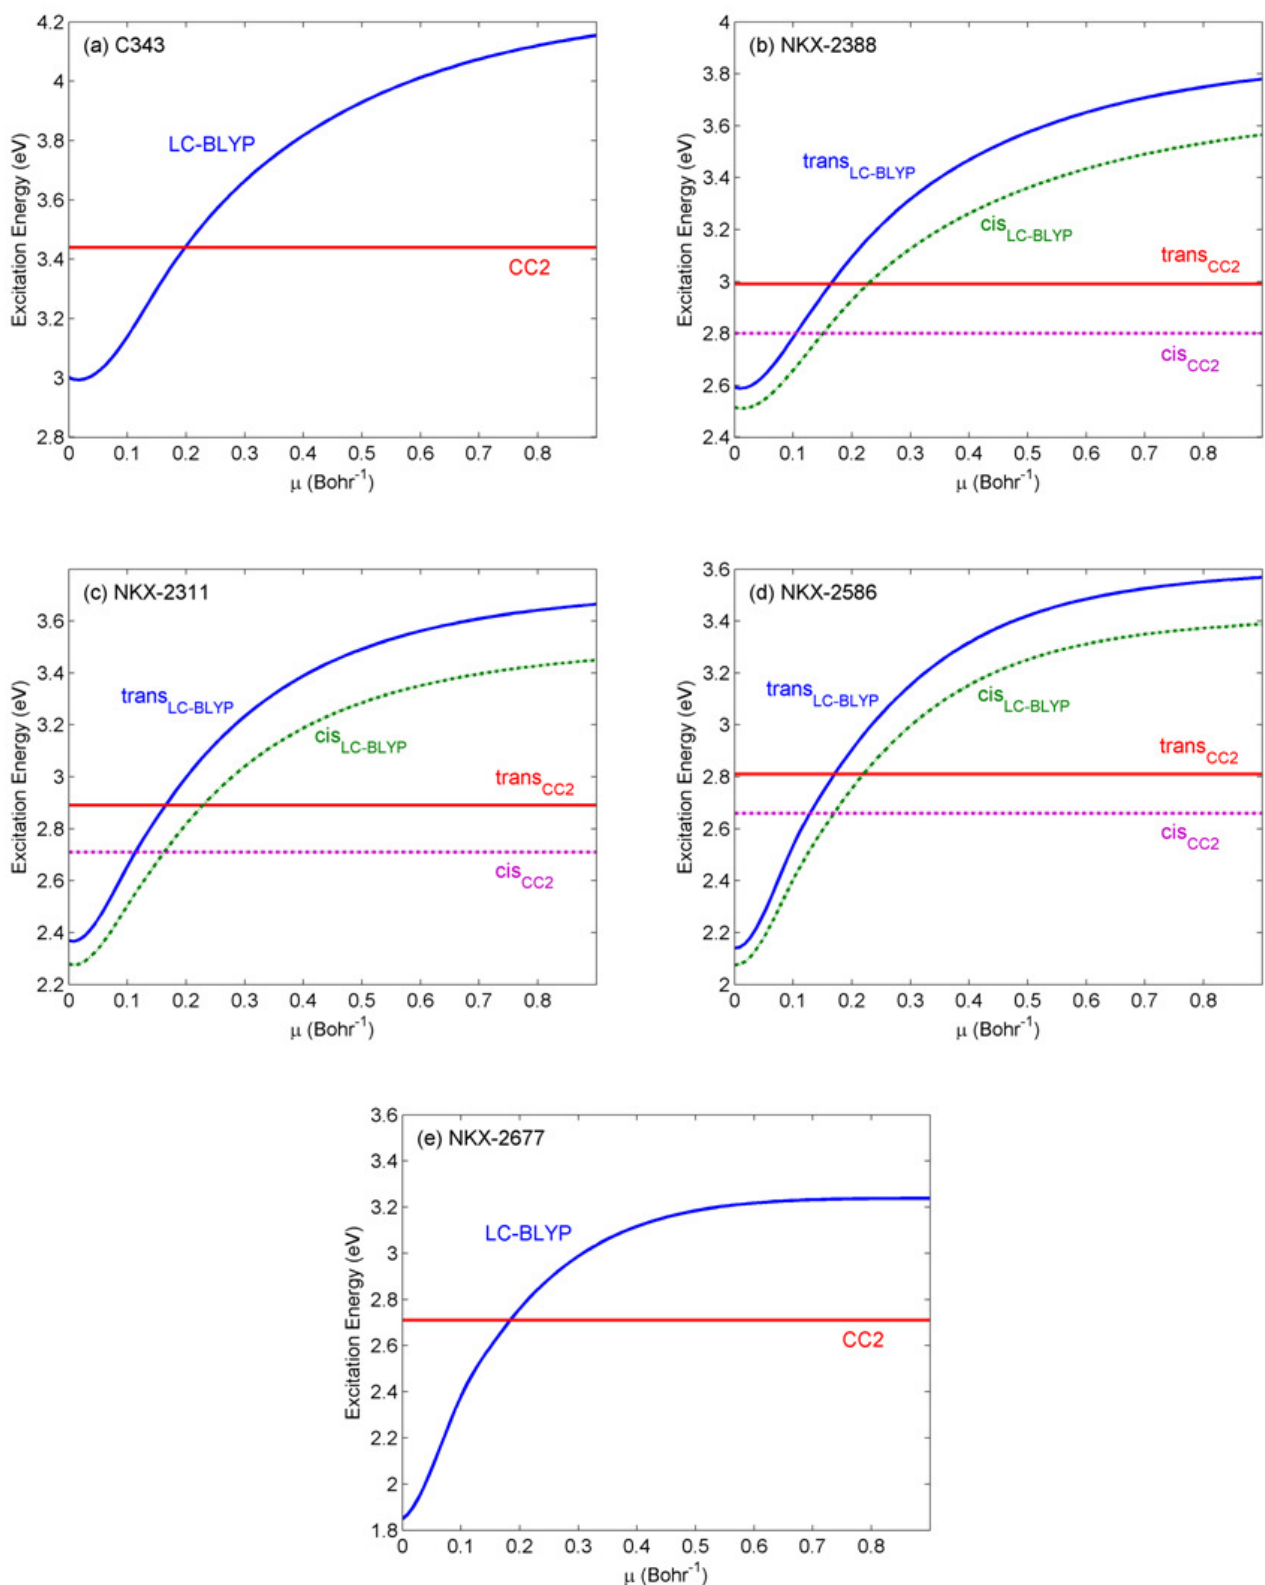 (a) C343
Excitation Energy (eV)
4.2
4
3.8
3.6
3.4
3.2
3
2.8
LC-BLYP
CC2
0 0.1 0.2 0.3 0.4 0.5 0.6 0.7 0.8
μ (Bohr-1)
(b) NKX-2388
Excitation Energy (eV)
4
3.8
3.6
3.4
3.2
3
2.8
2.6
2.4
transLC-BLYP
cisLC-BLYP
transCC2
cisCC2
0 0.1 0.2 0.3 0.4 0.5 0.6 0.7 0.8
μ (Bohr-1)
(c) NKX-2311
Excitation Energy (eV)
3.6
3.4
3.2
3
2.8
2.6
2.4
2.2
transLC-BLYP
cisLC-BLYP
transCC2
cisCC2
0 0.1 0.2 0.3 0.4 0.5 0.6 0.7 0.8
μ (Bohr-1)
(d) NKX-2586
Excitation Energy (eV)
3.6
3.4
3.2
3
2.8
2.6
2.4
2.2
2
transLC-BLYP
cisLC-BLYP
transCC2
cisCC2
0 0.1 0.2 0.3 0.4 0.5 0.6 0.7 0.8
μ (Bohr-1)
(e) NKX-2677
Excitation Energy (eV)
3.6
3.4
3.2
3
2.8
2.6
2.4
2.2
2
1.8
LC-BLYP
CC2
0 0.1 0.2 0.3 0.4 0.5 0.6 0.7 0.8
μ (Bohr-1)